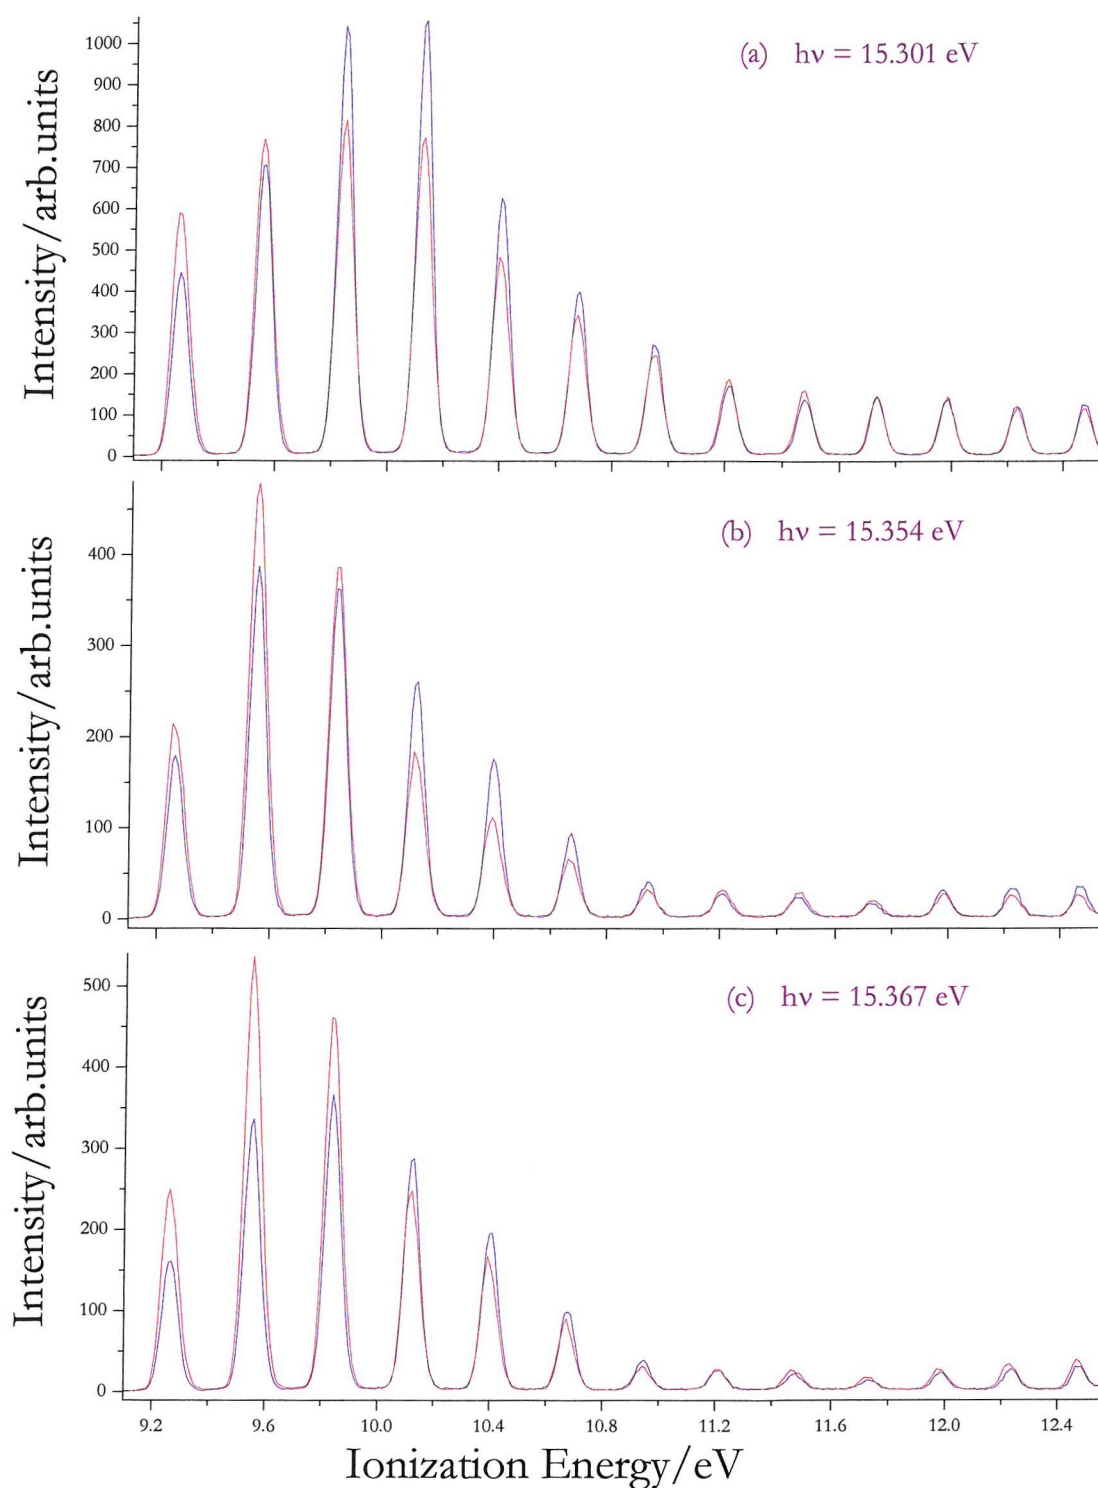 (a) hν = 15.301 eV
Intensity/arb.units
1000
900
800
700
600
500
400
300
200
100
0
(b) hν = 15.354 eV
Intensity/arb.units
400
300
200
100
0
(c) hν = 15.367 eV
Intensity/arb.units
500
400
300
200
100
0
9.2 9.6 10.0 10.4 10.8 11.2 11.6 12.0 12.4
Ionization Energy/eV